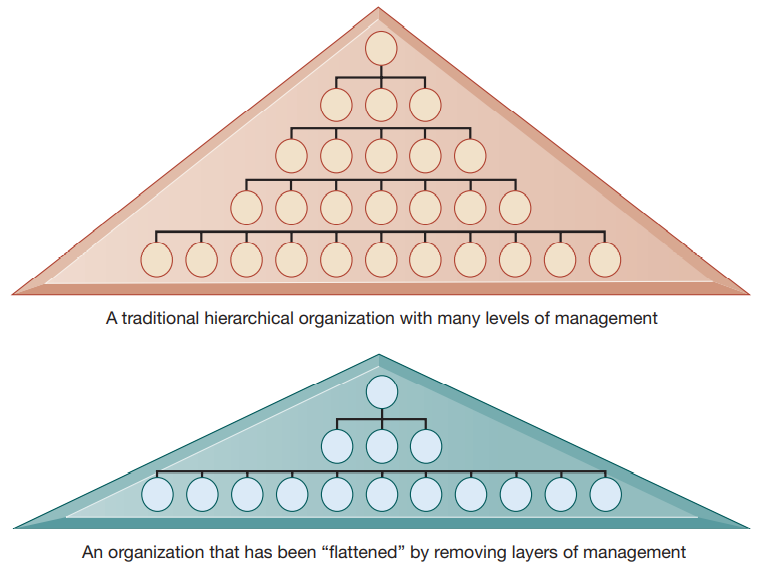 A traditional hierarchical organization with many levels of management
An organization that has been “flattened” by removing layers of management